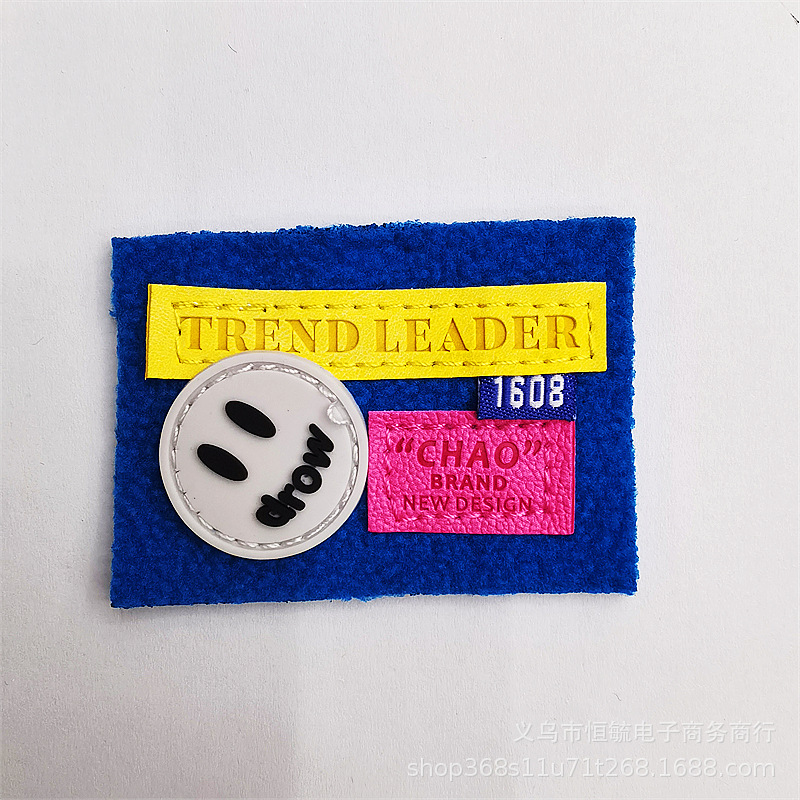 TREND LEADER
1608
drow
“CHAO”
BRAND
NEW DESIGN
义乌市恒毓电子商务商行
shop368s11u71t268.1688.com